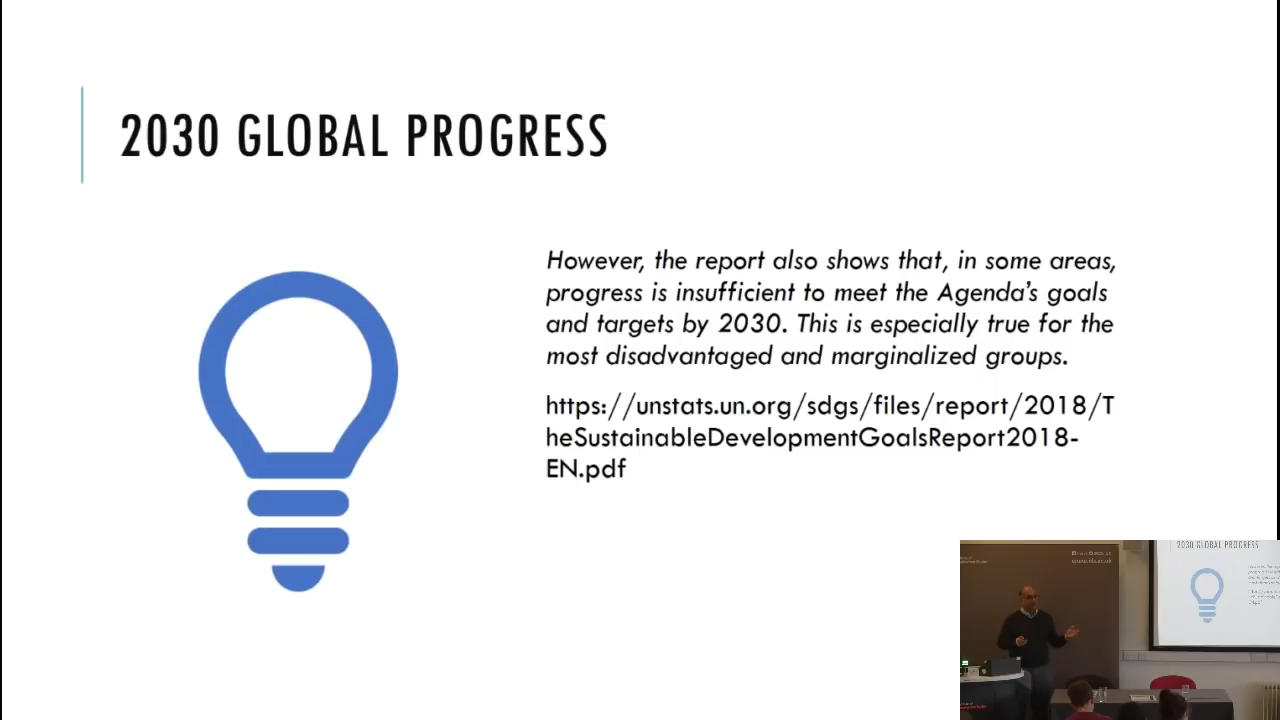 2030 GLOBAL PROGRESS
However, the report also shows that, in some areas,
progress is insufficient to meet the Agenda's goals
and targets by 2030. This is especially true for the
most disadvantaged and marginalized groups.
https://unstats.un.org/sdgs/files/report/2018/T
heSustainableDevelopmentGoalsReport2018-
EN.pdf
2030 GLOBAL PROGRESS